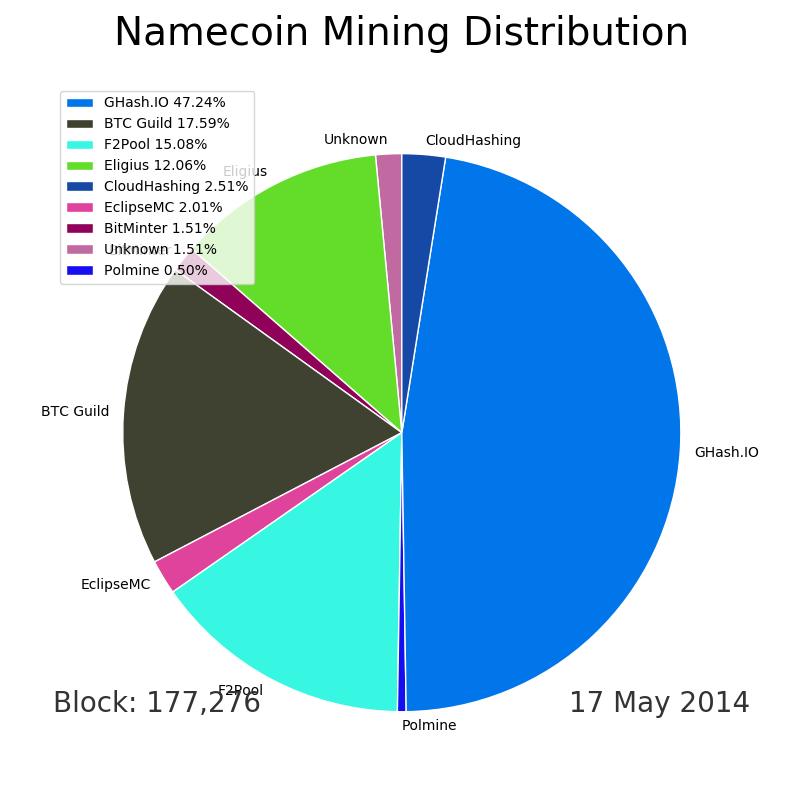 Namecoin Mining Distribution
GHash.IO 47.24%
BTC Guild 17.59%
F2Pool 15.08%
Eligius 12.06%
CloudHashing 2.51%
EclipseMC 2.01%
BitMinter 1.51%
Unknown 1.51%
Polmine 0.50%
Unknown
CloudHashing
Eligius
BitMinter
BTC Guild
GHash.IO
EclipseMC
F2Pool
Polmine
Block: 177,276
17 May 2014